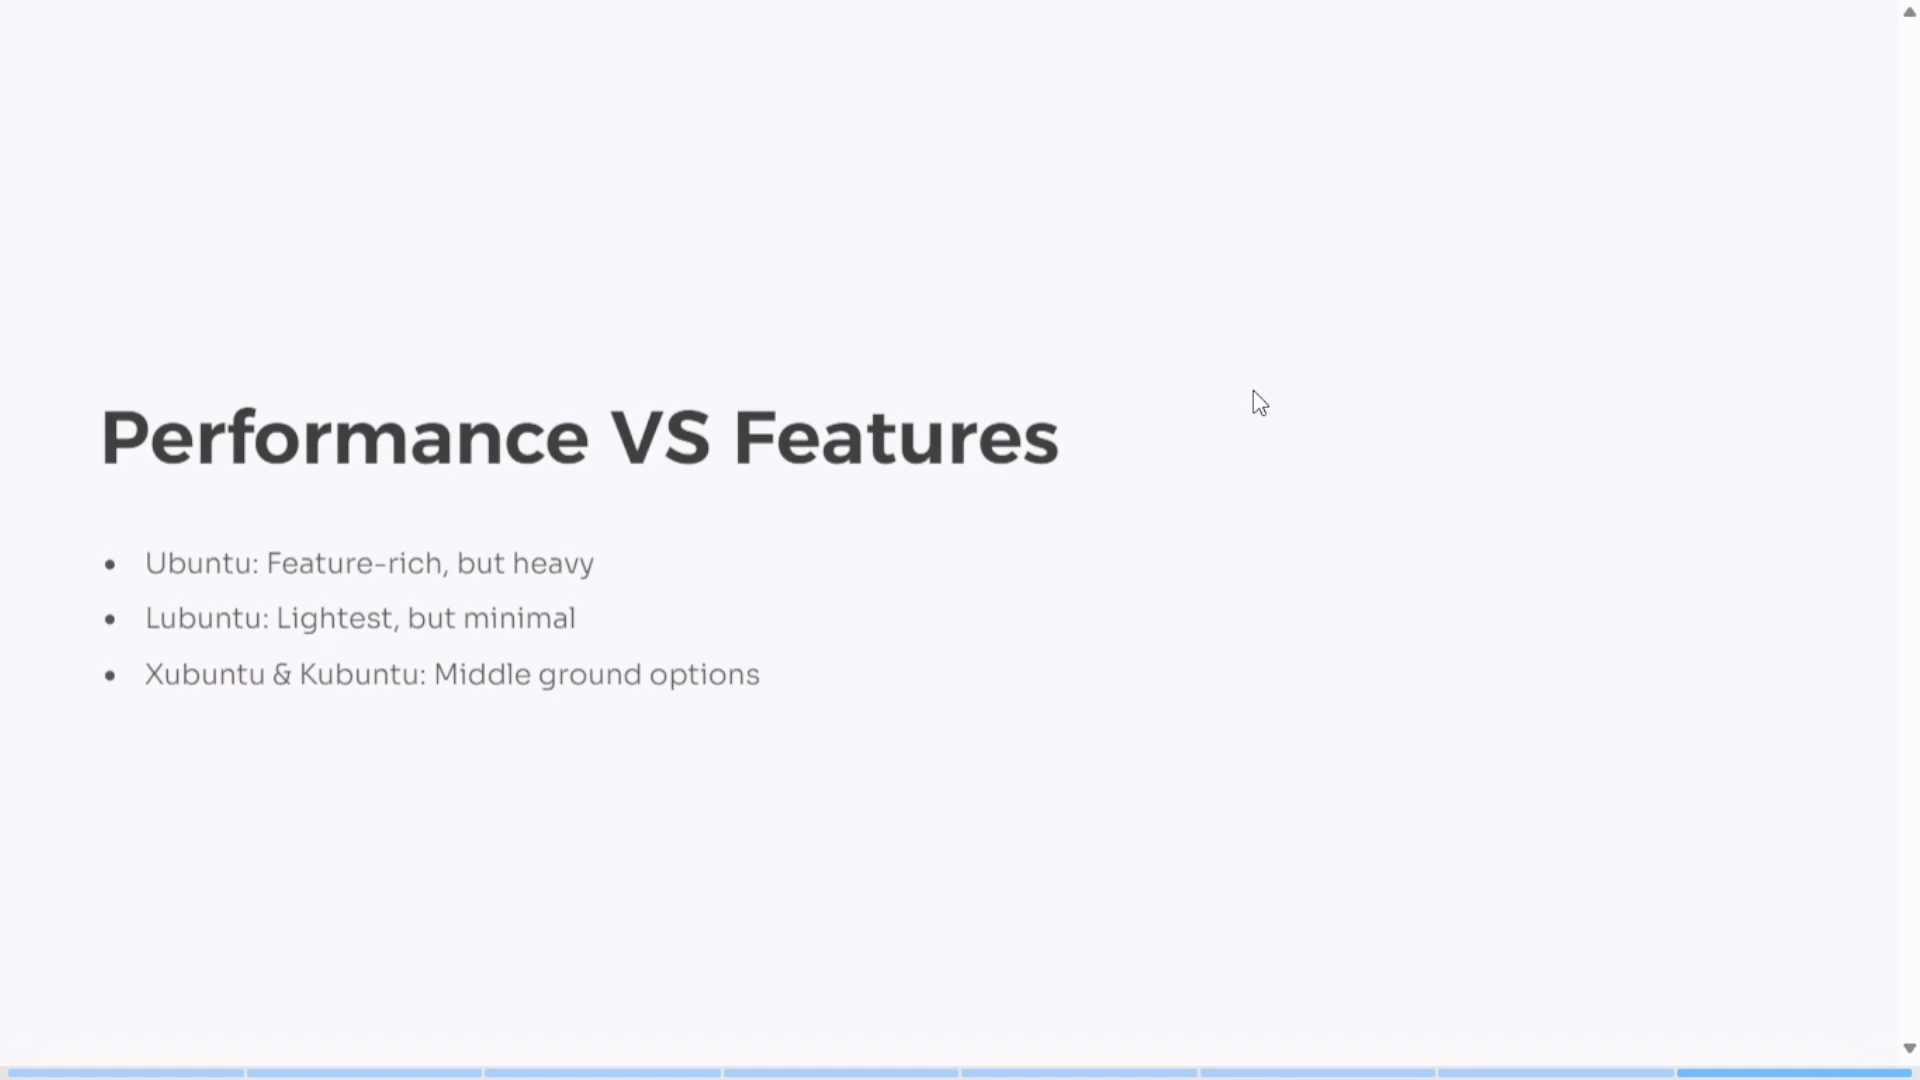 Performance VS Features
• Ubuntu: Feature-rich, but heavy
• Lubuntu: Lightest, but minimal
• Xubuntu & Kubuntu: Middle ground options